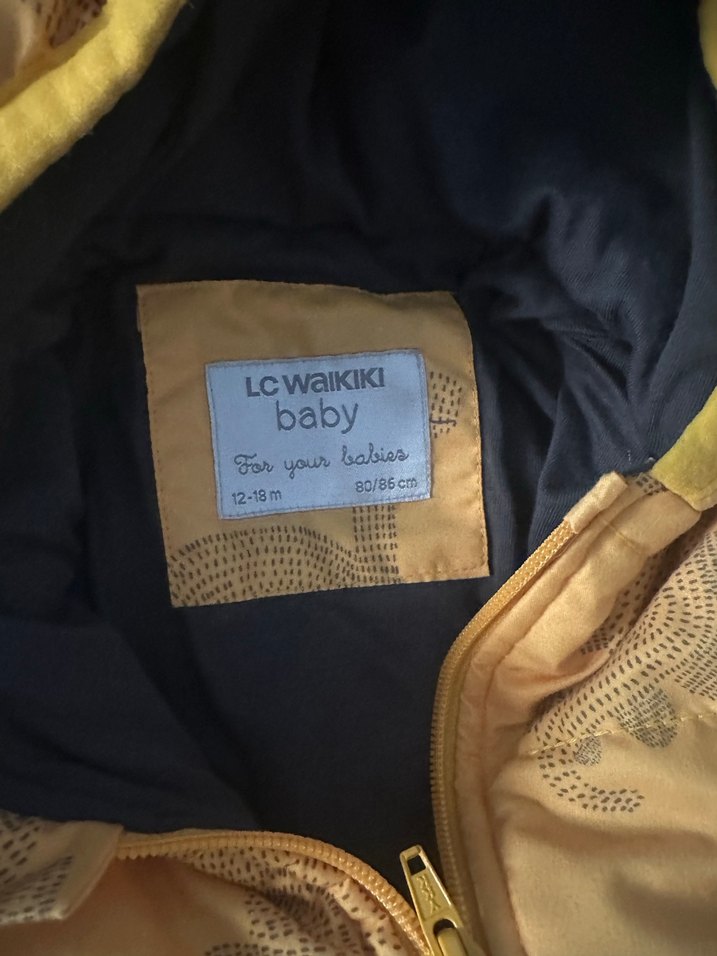 LC WAIKIKI
baby
For your babies
12-18 m 80/86 cm